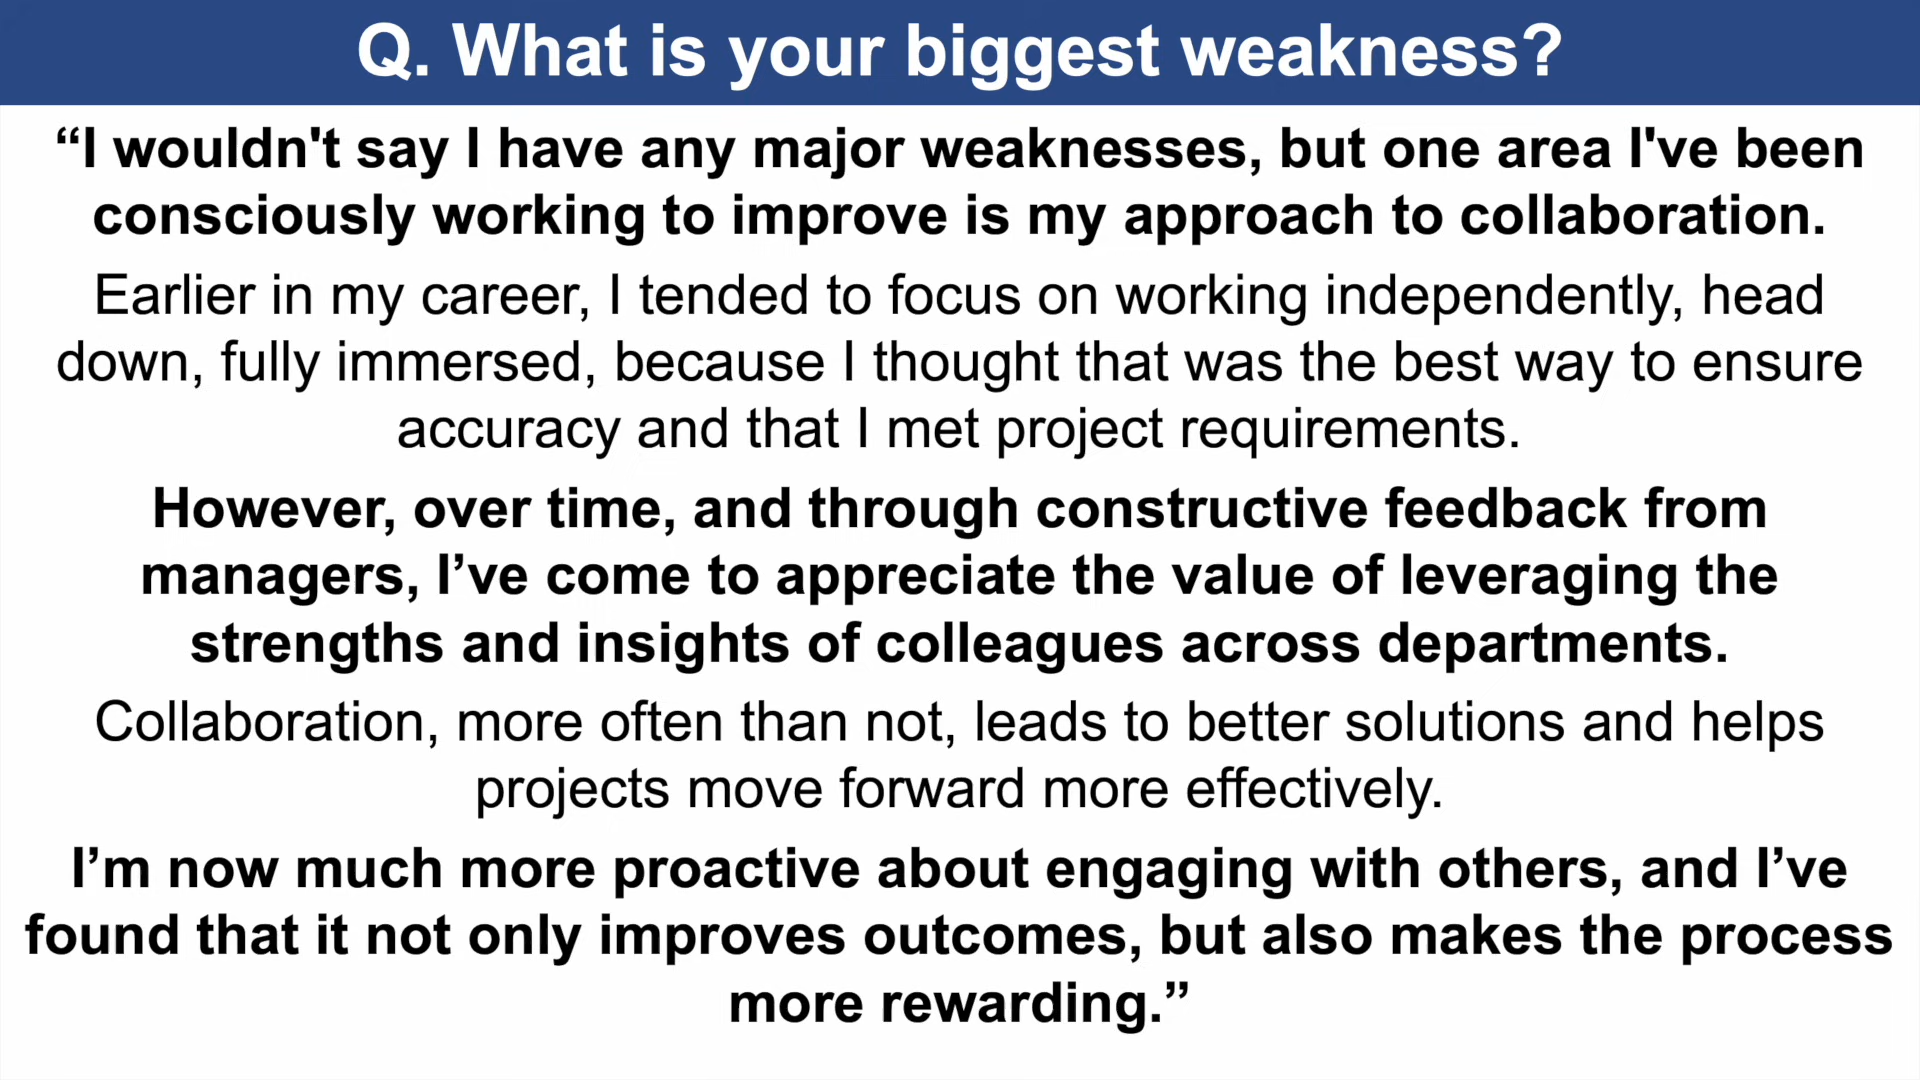 Q. What is your biggest weakness?
“I wouldn't say I have any major weaknesses, but one area I've been
consciously working to improve is my approach to collaboration.
Earlier in my career, I tended to focus on working independently, head
down, fully immersed, because I thought that was the best way to ensure
accuracy and that I met project requirements.
However, over time, and through constructive feedback from
managers, I’ve come to appreciate the value of leveraging the
strengths and insights of colleagues across departments.
Collaboration, more often than not, leads to better solutions and helps
projects move forward more effectively.
I’m now much more proactive about engaging with others, and I’ve
found that it not only improves outcomes, but also makes the process
more rewarding.”